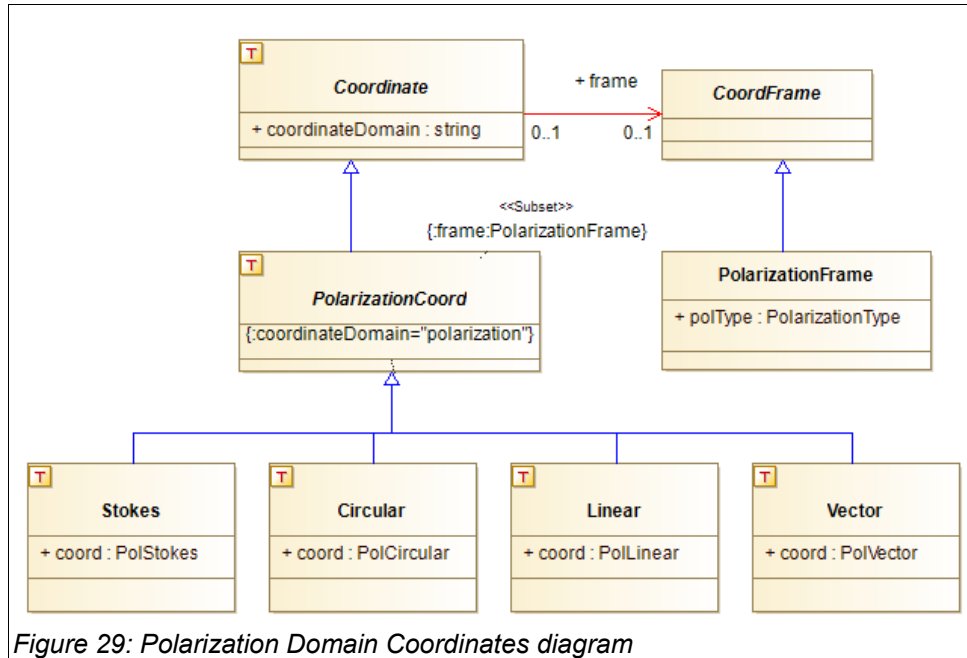 T
Coordinate
+ coordinateDomain : string
+ frame
0..1
0..1
CoordFrame
<<Subset>>
{:frame:PolarizationFrame}
T
PolarizationCoord
{:coordinateDomain="polarization"}
PolarizationFrame
+ polType : PolarizationType
T
Stokes
+ coord : PolStokes
T
Circular
+ coord : PolCircular
T
Linear
+ coord : PolLinear
T
Vector
+ coord : PolVector
Figure 29: Polarization Domain Coordinates diagram